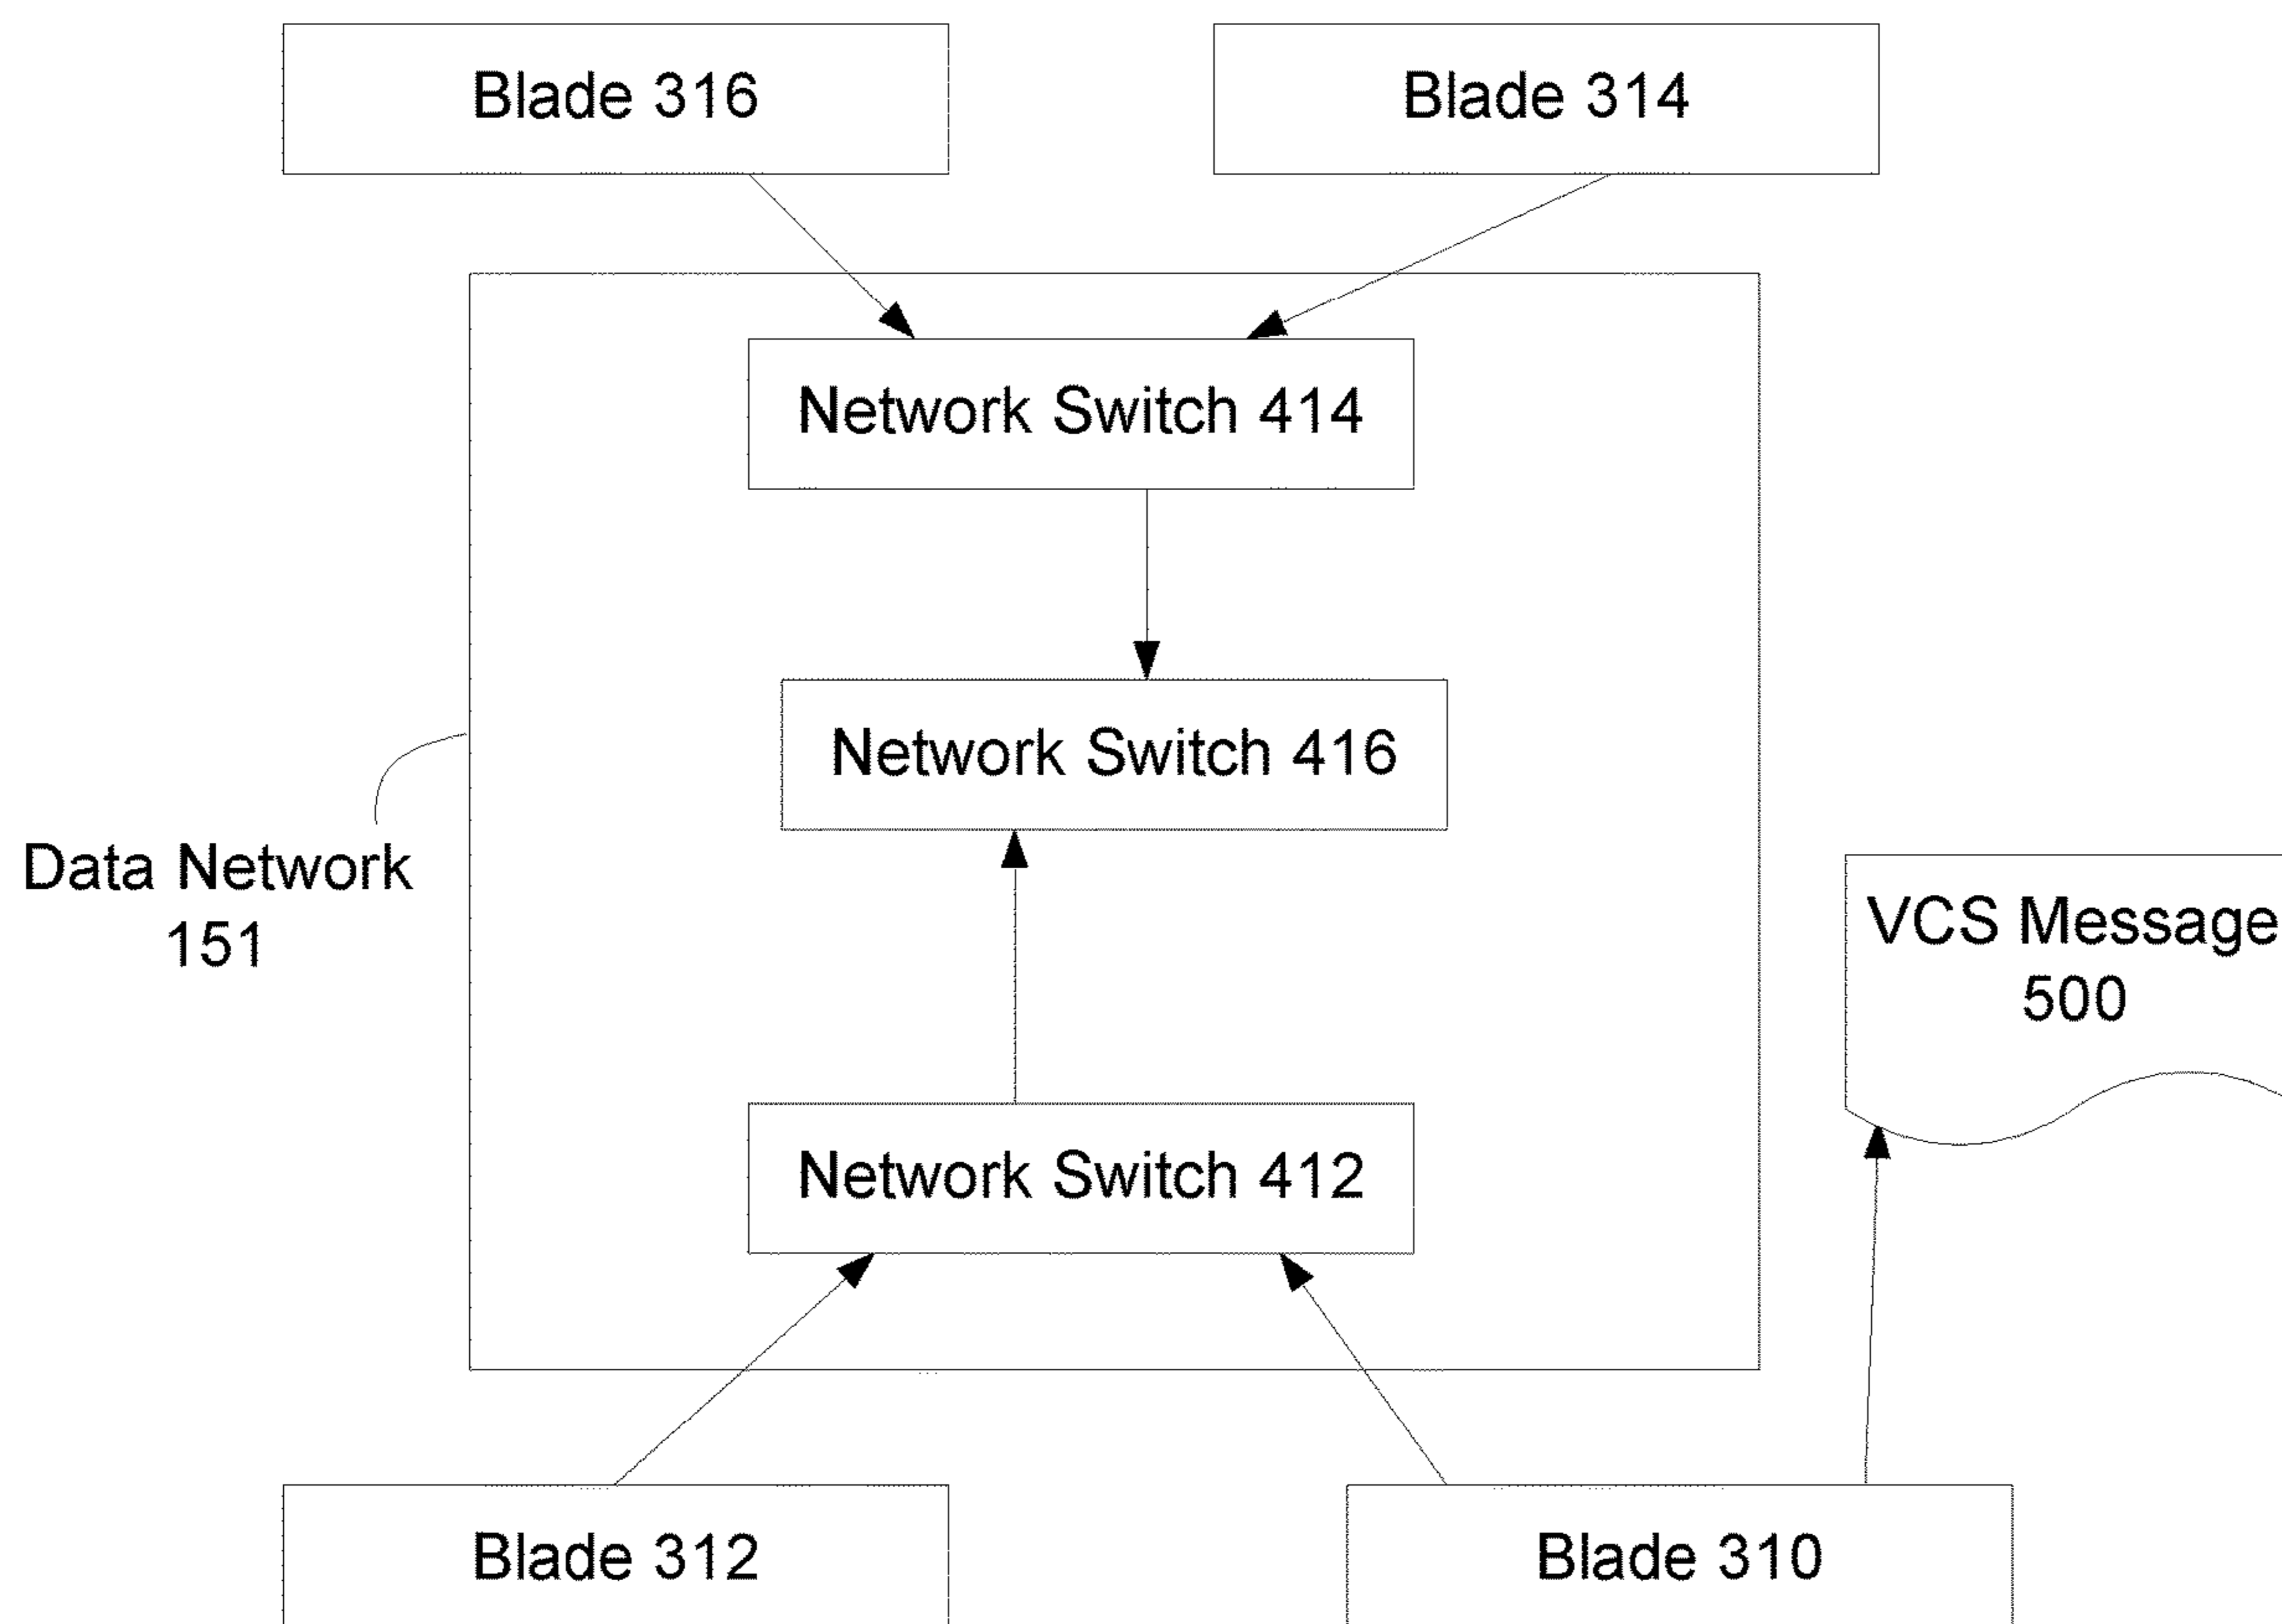 Blade 316
Blade 314
Network Switch 414
Network Switch 416
Data Network
151
VCS Message
500
Network Switch 412
Blade 312
Blade 310